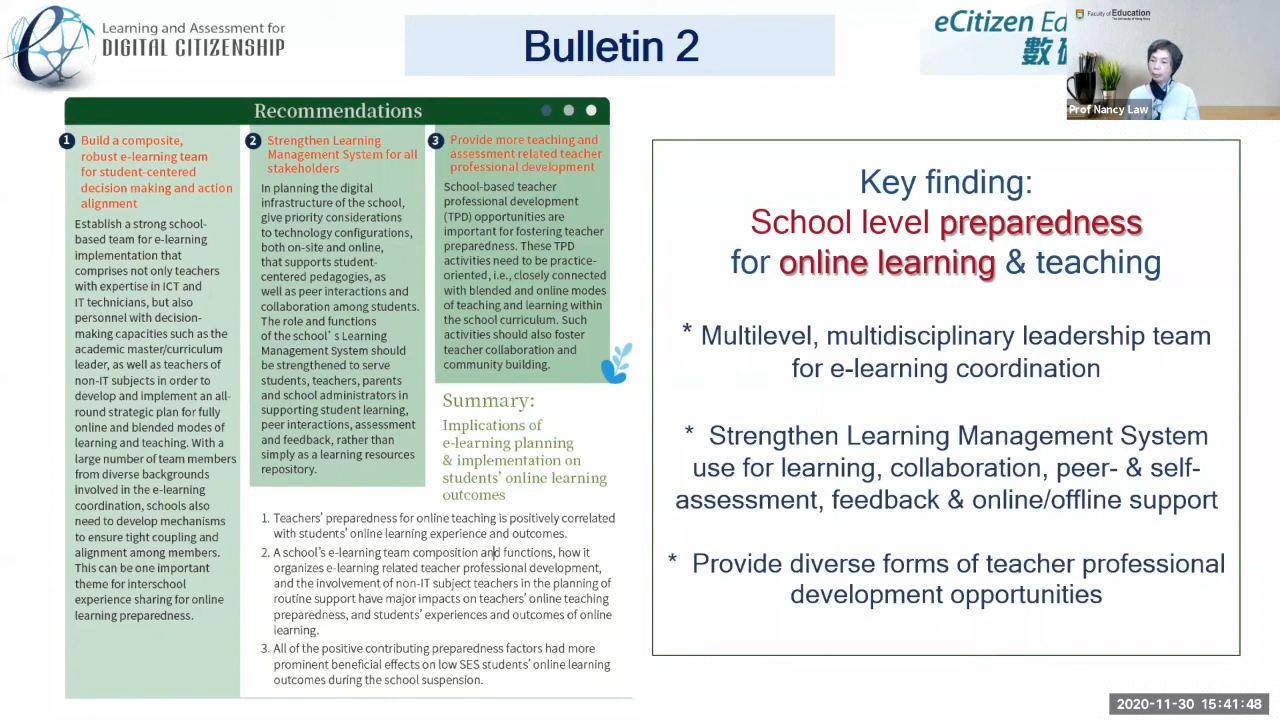 Learning and Assessment for
DIGITAL CITIZENSHIP
Bulletin 2
eCitizen Ed
數
Faculty of Education
The University of Hong Kong
Prof Nancy Law
Recommendations
1 Build a composite,
robust e-learning team
for student-centered
decision making and action
alignment
Establish a strong school-
based team for e-learning
implementation that
comprises not only teachers
with expertise in ICT and
IT technicians, but also
personnel with decision-
making capacities such as the
academic master/curriculum
leader, as well as teachers of
non-IT subjects in order to
develop and implement an all-
round strategic plan for fully
online and blended modes of
learning and teaching. With a
large number of team members
from diverse backgrounds
involved in the e-learning
coordination, schools also
need to develop mechanisms
to ensure tight coupling and
alignment among members.
This can be one important
theme for interschool
experience sharing for online
learning preparedness.
2 Strengthen Learning
Management System for all
stakeholders
In planning the digital
infrastructure of the school,
give priority considerations
to technology configurations,
both on-site and online,
that supports student-
centered pedagogies, as
well as peer interactions and
collaboration among students.
The role and functions
of the school's Learning
Management System should
be strengthened to serve
students, teachers, parents
and school administrators in
supporting student learning,
peer interactions, assessment
and feedback, rather than
simply as a learning resources
repository.
3 Provide more teaching and
assessment related teacher
professional development
School-based teacher
professional development
(TPD) opportunities are
important for fostering teacher
preparedness. These TPD
activities need to be practice-
oriented, i.e., closely connected
with blended and online modes
of teaching and learning within
the school curriculum. Such
activities should also foster
teacher collaboration and
community building.
Summary:
Implications of
e-learning planning
& implementation on
students' online learning
outcomes
1. Teachers' preparedness for online teaching is positively correlated
with students' online learning experience and outcomes.
2. A school's e-learning team composition and functions, how it
organizes e-learning related teacher professional development,
and the involvement of non-IT subject teachers in the planning of
routine support have major impacts on teachers' online teaching
preparedness, and students' experiences and outcomes of online
learning.
3. All of the positive contributing preparedness factors had more
prominent beneficial effects on low SES students' online learning
outcomes during the school suspension.
Key finding:
School level preparedness
for online learning & teaching
* Multilevel, multidisciplinary leadership team
for e-learning coordination
* Strengthen Learning Management System
use for learning, collaboration, peer- & self-
assessment, feedback & online/offline support
* Provide diverse forms of teacher professional
development opportunities
2020-11-30 15:41:48